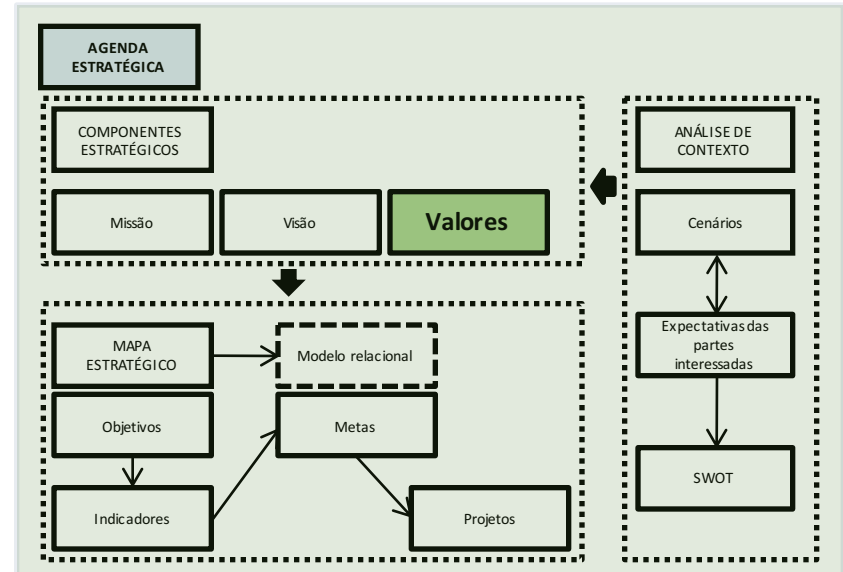 AGENDA
ESTRATÉGICA
COMPONENTES
ESTRATÉGICOS
Missão
Visão
Valores
MAPA
ESTRATÉGICO
Modelo relacional
Objetivos
Metas
Indicadores
Projetos
ANÁLISE DE
CONTEXTO
Cenários
Expectativas das
partes
interessadas
SWOT